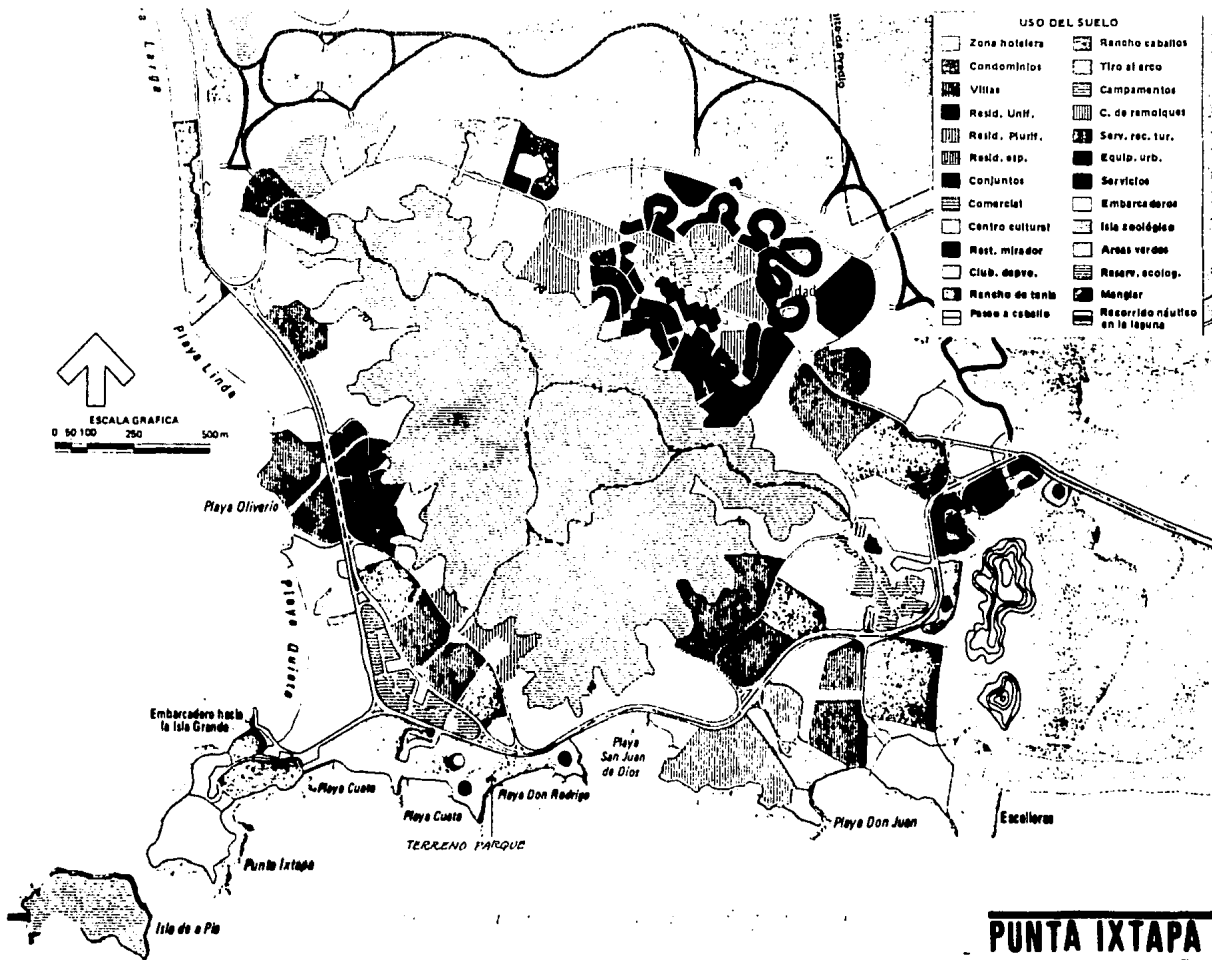 USO DEL SUELO
Zona hotelera
Condominios
Villas
Resid. Unif.
Resid. Plurif.
Resid. esp.
Conjuntos
Comercial
Centro cultural
Rest. mirador
Club. depve.
Rancho de tenis
Paseo a caballo
Rancho caballos
Tiro al arco
Campamentos
C. de remolques
Serv. rec. tur.
Equip. urb.
Servicios
Embarcaderos
Isla zoológico
Areas verdes
Reserv. ecolog.
Manglar
Recorrido náutico
en la laguna
Larga
Playa Linda
ESCALA GRAFICA
0 50 100 250 500 m
Playa Oliverio
Playa Quieta
Embarcadero hacia
la Isla Grande
Playa Cuata
Playa Cuata
Playa Don Rodrigo
Playa
San Juan
de Dios
Playa Don Juan
Escolleras
TERRENO PARQUE
Punta Ixtapa
Isla de a Pie
PUNTA IXTAPA